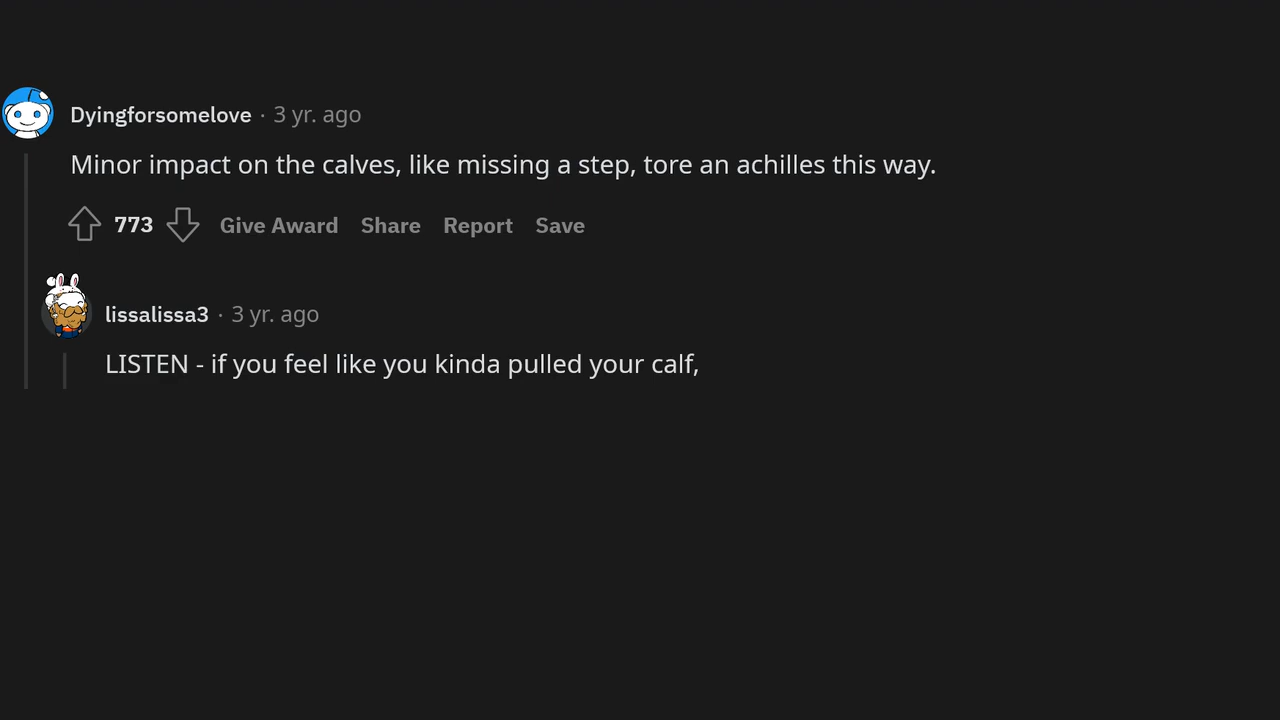 Dyingforsomelove · 3 yr. ago
Minor impact on the calves, like missing a step, tore an achilles this way.
773 Give Award Share Report Save
lissalissa3 · 3 yr. ago
LISTEN - if you feel like you kinda pulled your calf,